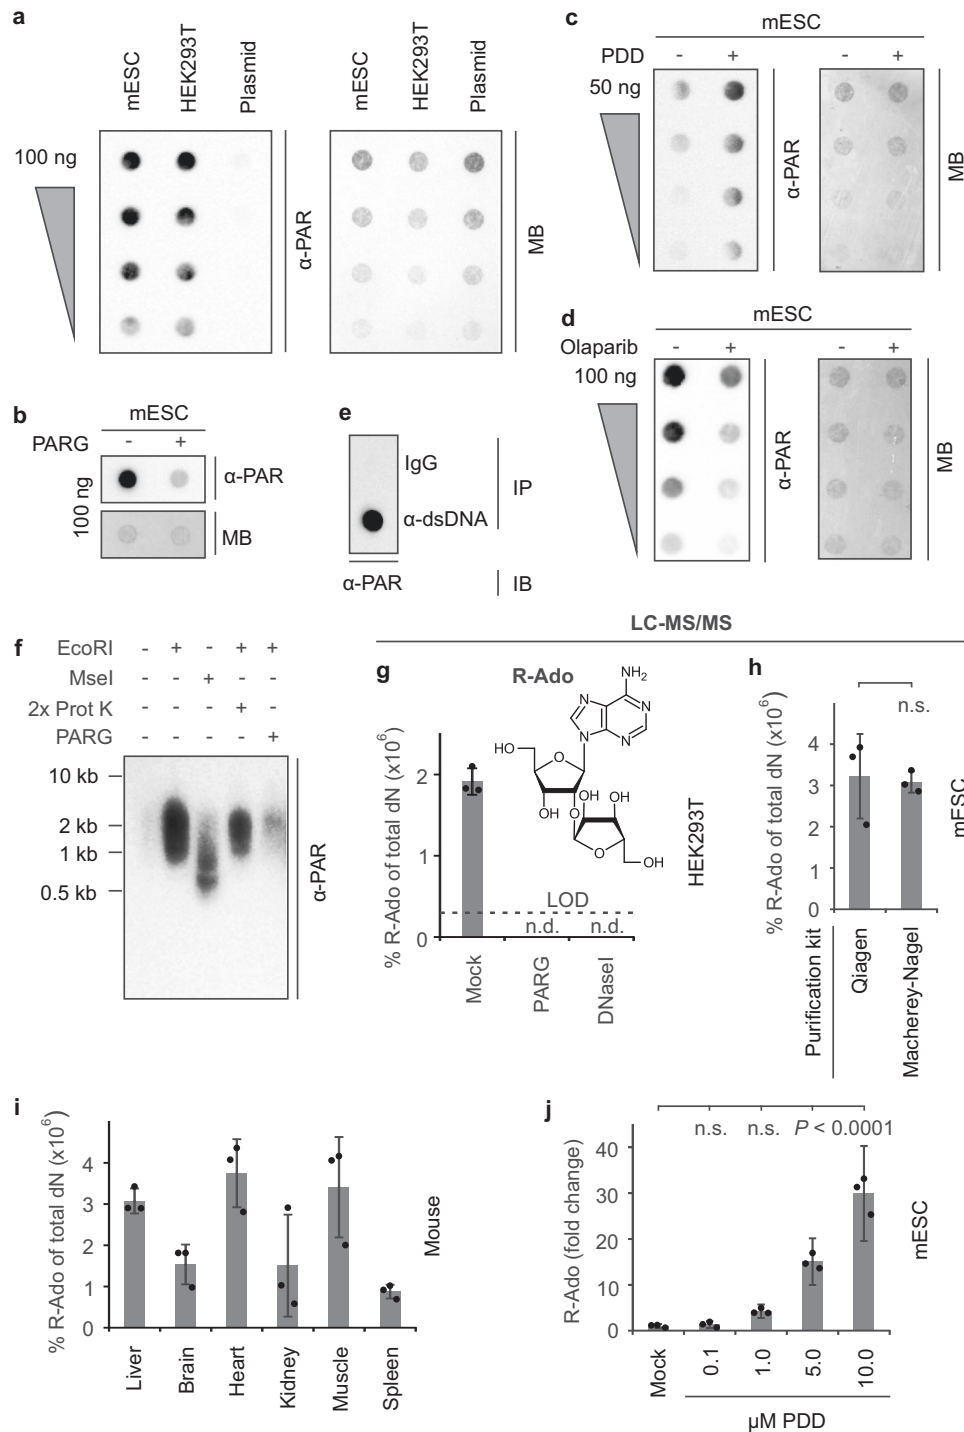 a
mESC
HEK293T
Plasmid
mESC
HEK293T
Plasmid
100 ng
α-PAR
MB
b
mESC
PARG - +
100 ng
α-PAR
MB
c
mESC
PDD - + - +
50 ng
α-PAR
MB
d
mESC
Olaparib - + - +
100 ng
α-PAR
MB
e
IgG
α-dsDNA
IP
α-PAR
IB
f
EcoRI - + - + +
MseI - - + - -
2x Prot K - - - + -
PARG - - - - +
10 kb
2 kb
1 kb
0.5 kb
α-PAR
LC-MS/MS
g
R-Ado
NH2
N
N
N
N
HO
O
OH
O
OH
OH
O
OH
% R-Ado of total dN (x10⁶)
2
1
0
LOD
n.d. n.d.
Mock
PARG
DNaseI
HEK293T
h
n.s.
% R-Ado of total dN (x10⁶)
4
3
2
1
0
Purification kit
Qiagen
Macherey-Nagel
mESC
i
% R-Ado of total dN (x10⁶)
4
3
2
1
0
Liver
Brain
Heart
Kidney
Muscle
Spleen
Mouse
j
n.s. n.s. P < 0.0001
R-Ado (fold change)
40
30
20
10
0
Mock
0.1
1.0
5.0
10.0
µM PDD
mESC